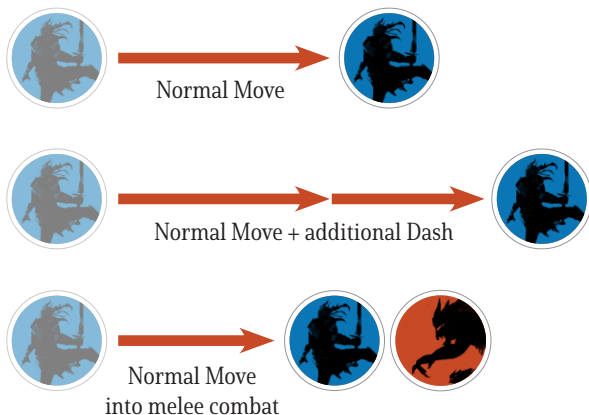 Normal Move
Normal Move + additional Dash
Normal Move
into melee combat